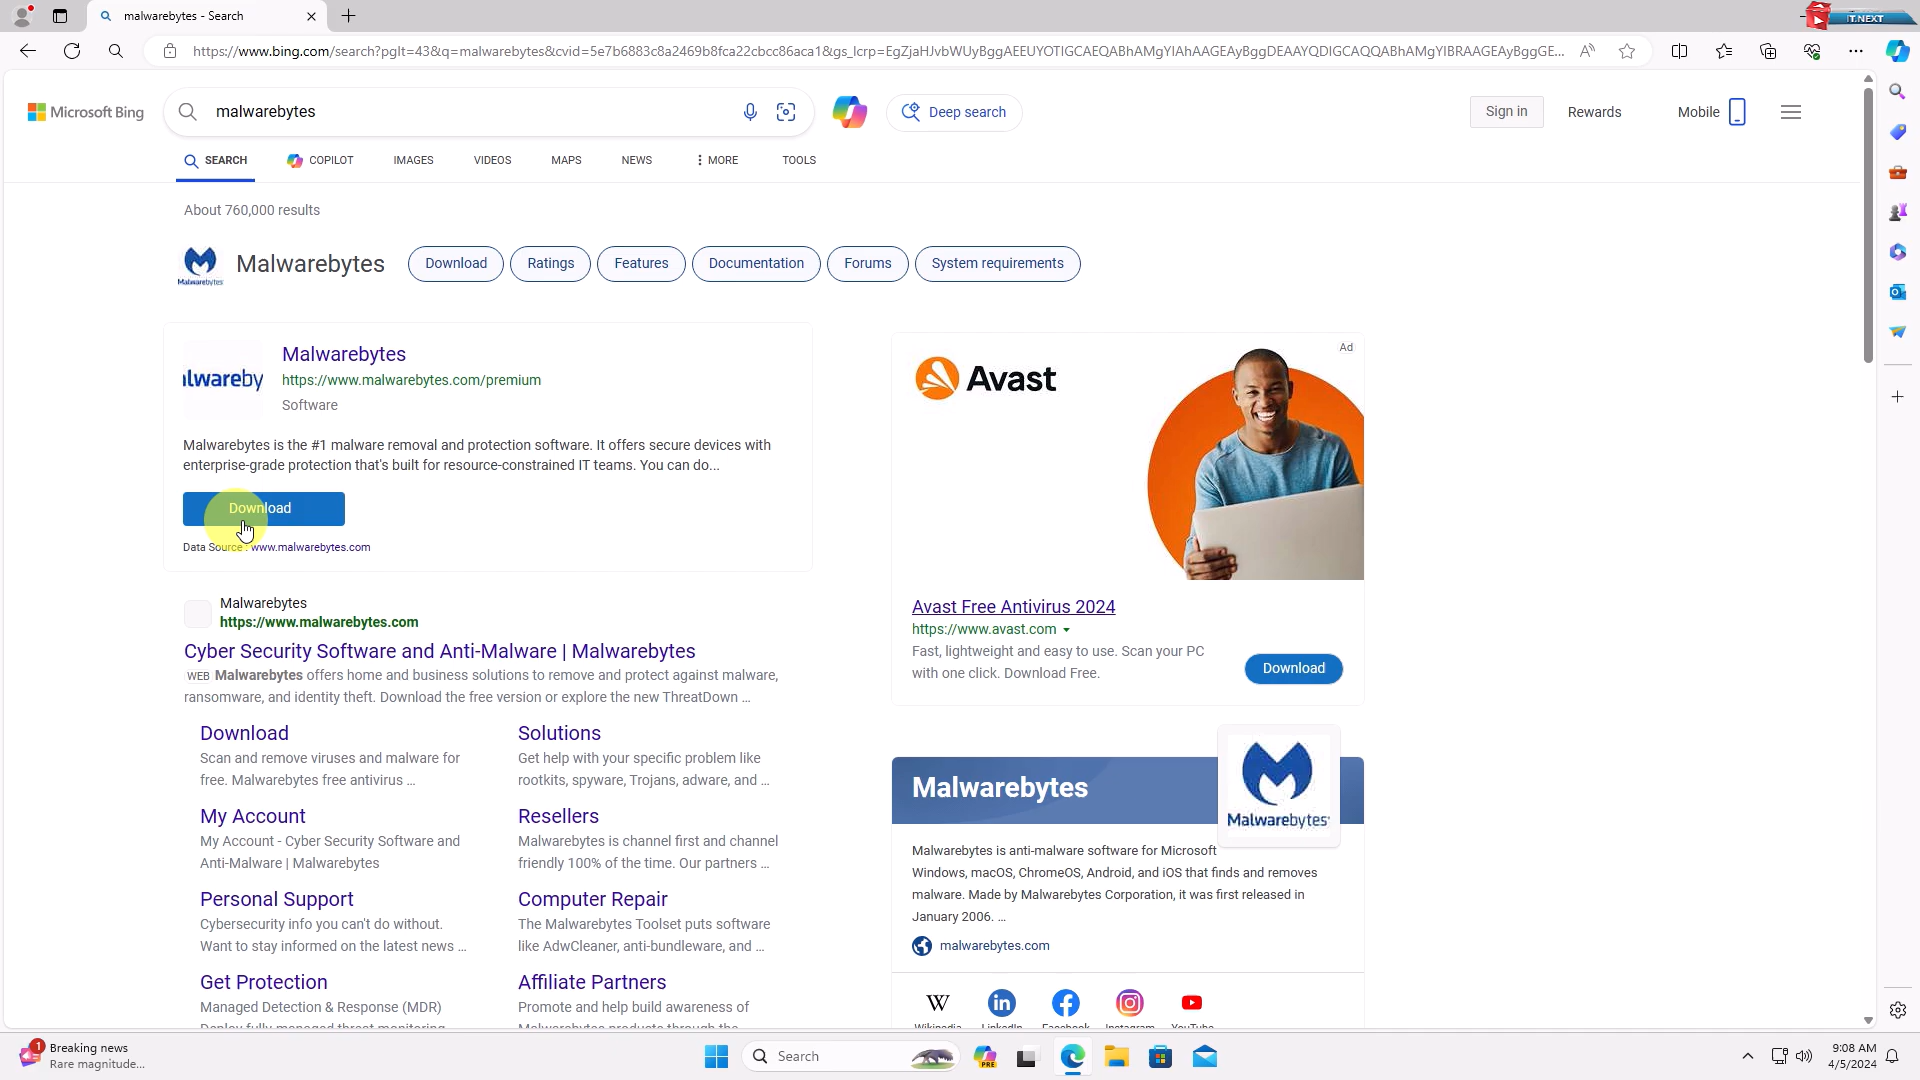 malwarebytes - Search
IT.NEXT
https://www.bing.com/search?pglt=43&q=malwarebytes&cvid=5e7b6883c8a2469b8fca22cbcc86aca1&gs_lcrp=EgZjaHJvbWUyBggAEEUYOTIGCAEQABhAMgYIAhAAGEAyBggDEAAYQDIGCAQQABhAMgYIBRAAGEAyBggGE...
Microsoft Bing
malwarebytes
Deep search
Sign in
Rewards
Mobile
SEARCH
COPILOT
IMAGES
VIDEOS
MAPS
NEWS
MORE
TOOLS
About 760,000 results
Malwarebytes
Malwarebytes
Download
Ratings
Features
Documentation
Forums
System requirements
lwareby
Malwarebytes
https://www.malwarebytes.com/premium
Software
Malwarebytes is the #1 malware removal and protection software. It offers secure devices with
enterprise-grade protection that's built for resource-constrained IT teams. You can do...
Download
Data Source : www.malwarebytes.com
Malwarebytes
https://www.malwarebytes.com
Cyber Security Software and Anti-Malware | Malwarebytes
WEB Malwarebytes offers home and business solutions to remove and protect against malware,
ransomware, and identity theft. Download the free version or explore the new ThreatDown ...
Download
Scan and remove viruses and malware for
free. Malwarebytes free antivirus ...
Solutions
Get help with your specific problem like
rootkits, spyware, Trojans, adware, and ...
My Account
My Account - Cyber Security Software and
Anti-Malware | Malwarebytes
Resellers
Malwarebytes is channel first and channel
friendly 100% of the time. Our partners ...
Personal Support
Cybersecurity info you can't do without.
Want to stay informed on the latest news ...
Computer Repair
The Malwarebytes Toolset puts software
like AdwCleaner, anti-bundleware, and ...
Get Protection
Managed Detection & Response (MDR)
Deploy fully-managed threat monitoring,
Affiliate Partners
Promote and help build awareness of
Malwarebytes products through the
Ad
Avast
Avast Free Antivirus 2024
https://www.avast.com
Fast, lightweight and easy to use. Scan your PC
with one click. Download Free.
Download
Malwarebytes
Malwarebytes
Malwarebytes is anti-malware software for Microsoft
Windows, macOS, ChromeOS, Android, and iOS that finds and removes
malware. Made by Malwarebytes Corporation, it was first released in
January 2006. ...
malwarebytes.com
Wikipedia
LinkedIn
Facebook
Instagram
YouTube
1
Breaking news
Rare magnitude...
Search
PRE
9:08 AM
4/5/2024